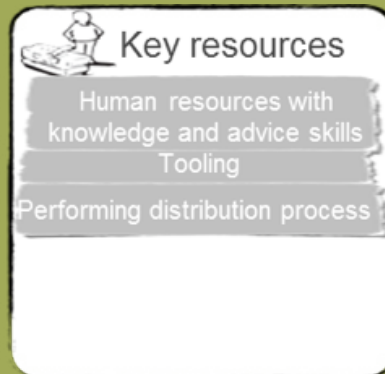 Key resources
Human resources with
knowledge and advice skills
Tooling
Performing distribution process